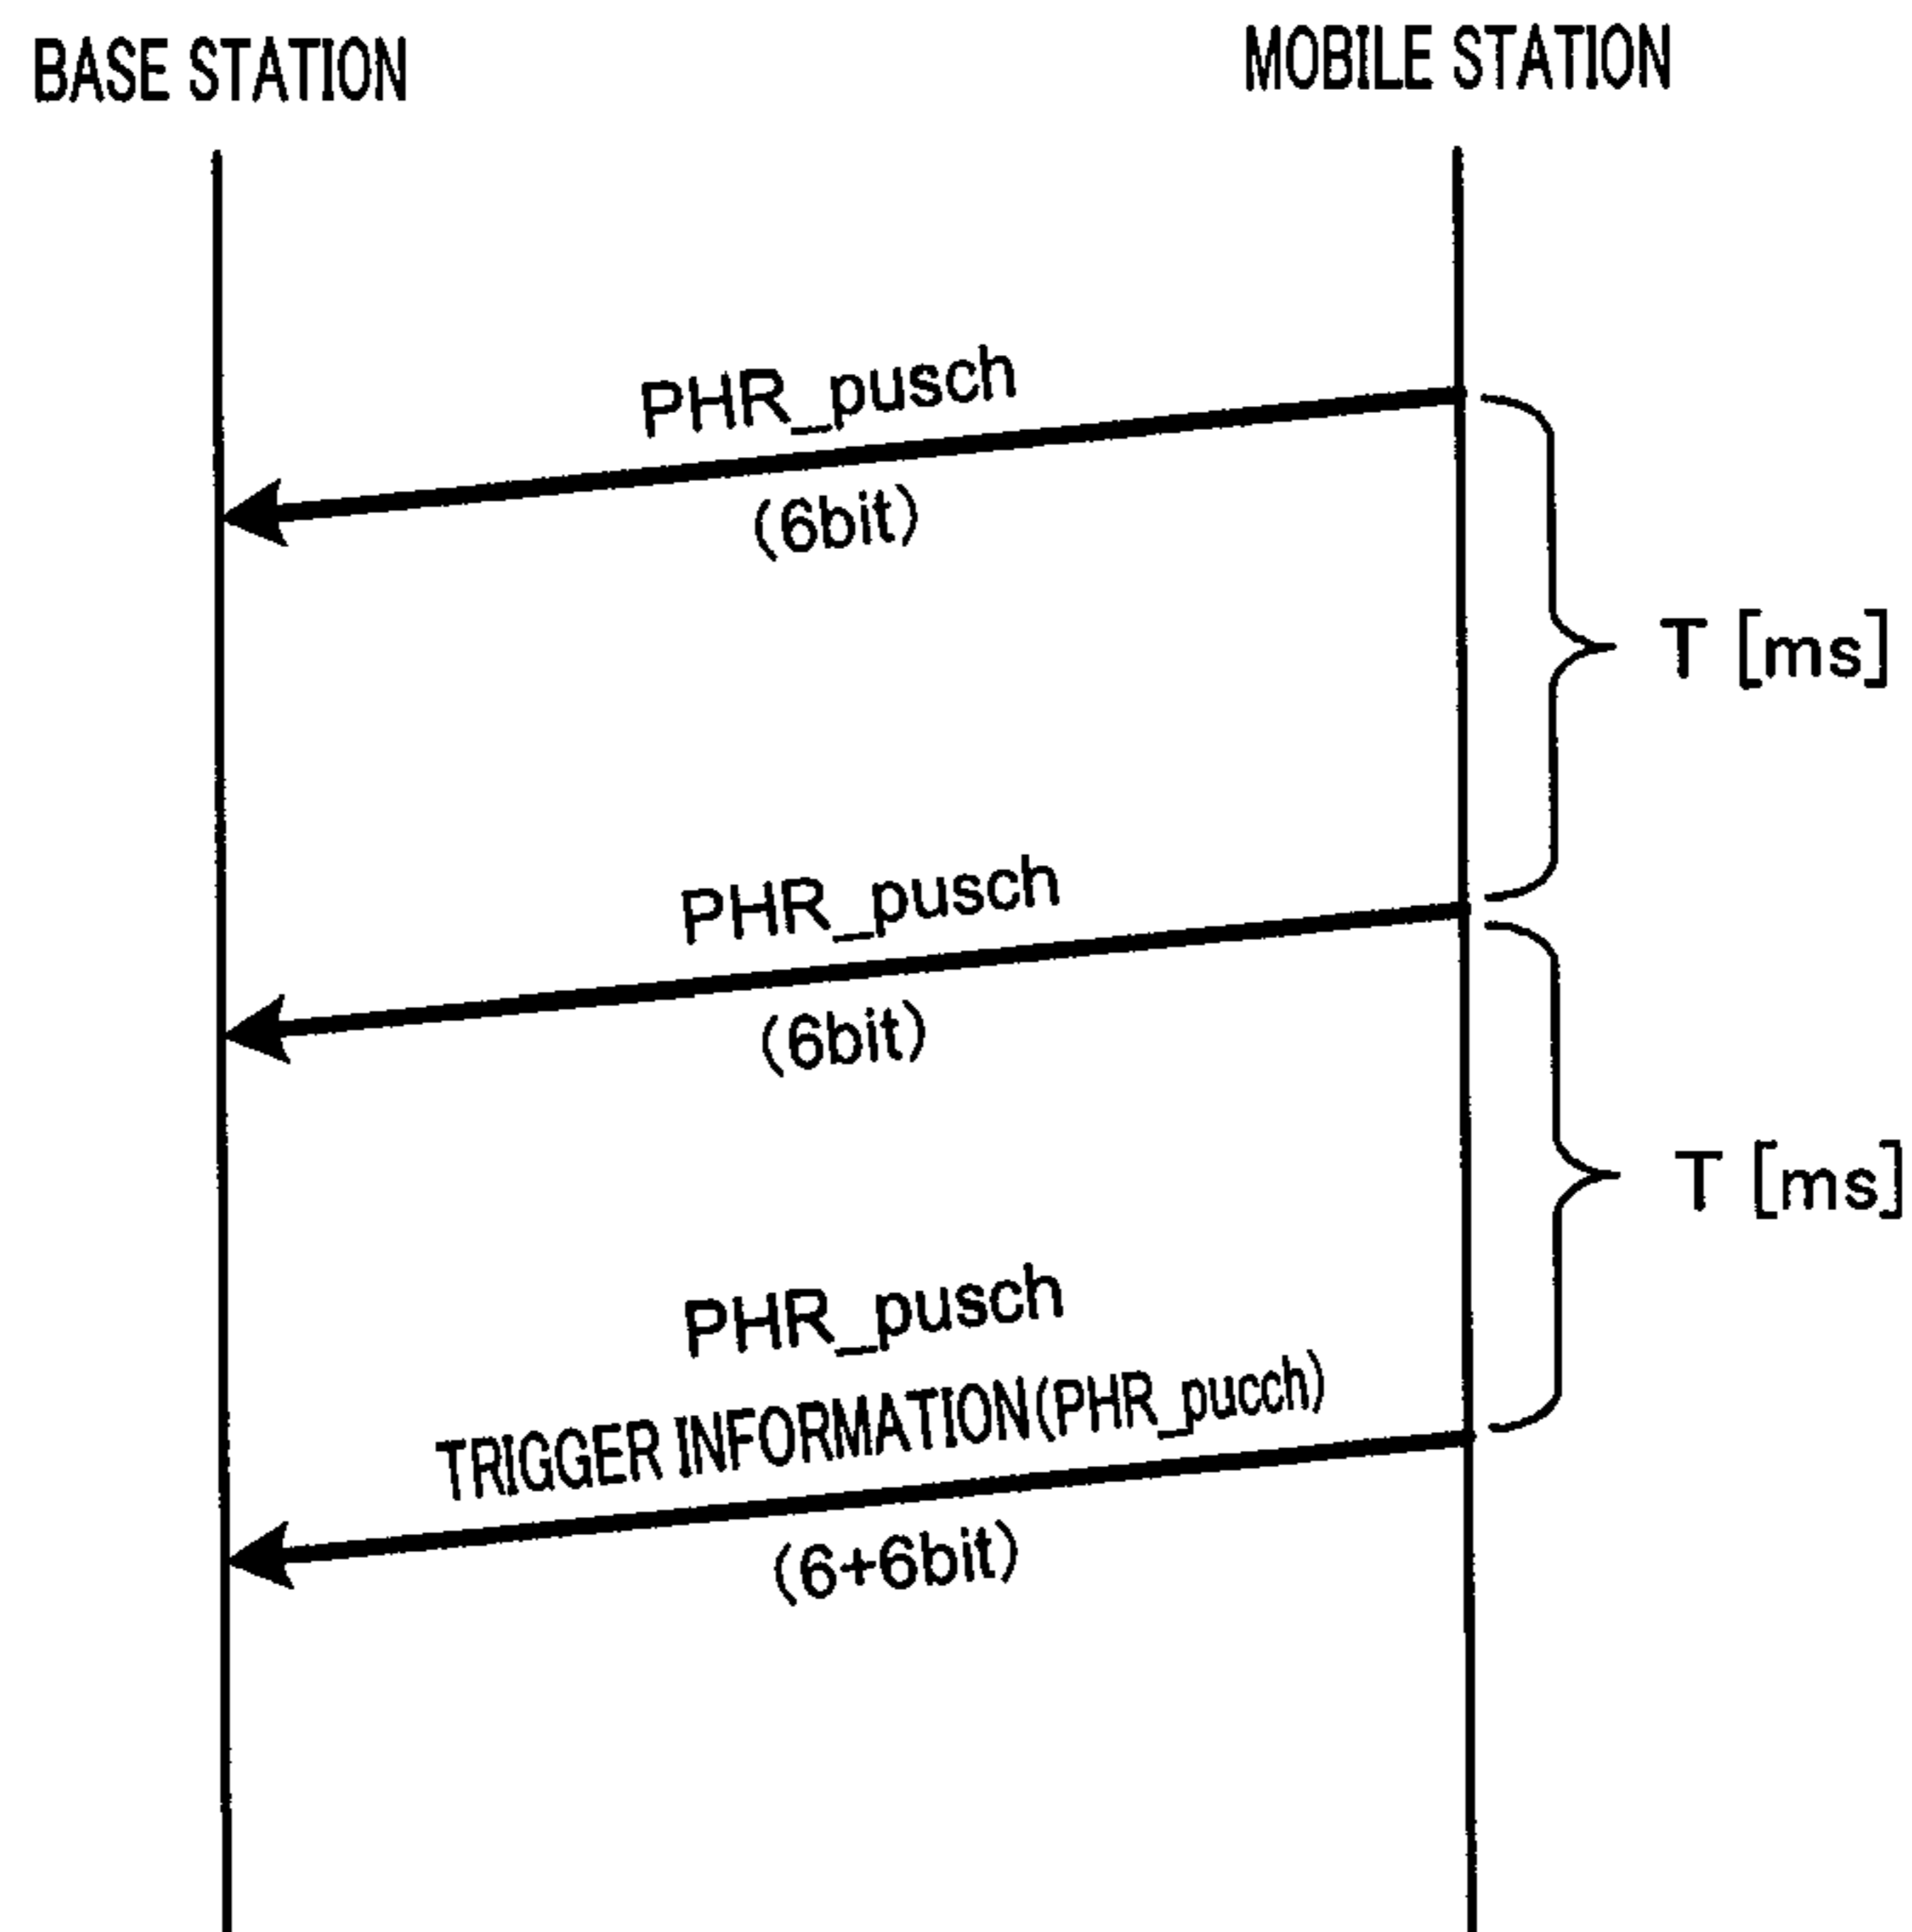 BASE STATION
MOBILE STATION
PHR_pusch
(6bit)
T [ms]
PHR_pusch
(6bit)
T [ms]
PHR_pusch
TRIGGER INFORMATION(PHR_pucch)
(6+6bit)